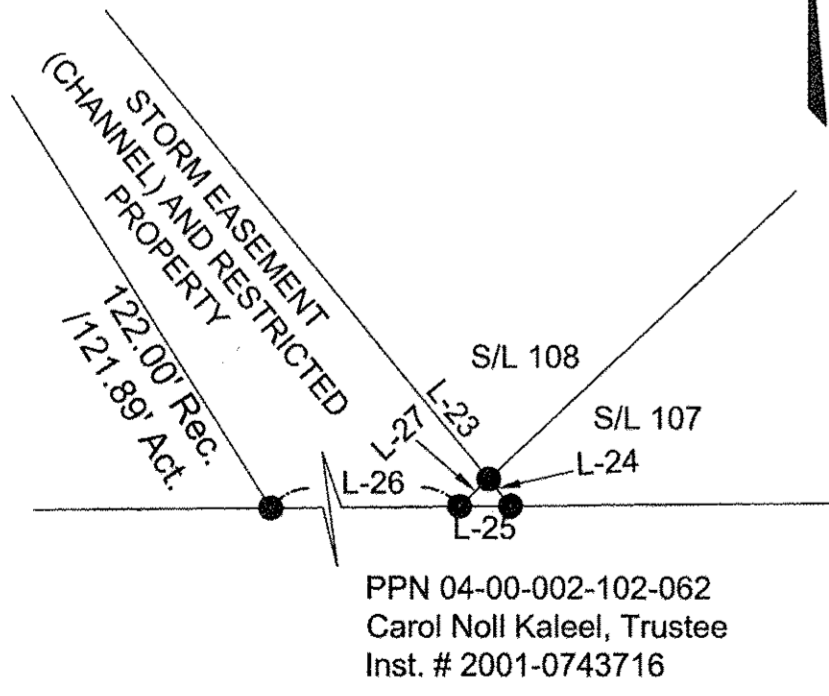 STORM EASEMENT
(CHANNEL) AND RESTRICTED
PROPERTY
122.00' Rec.
/121.89' Act.
S/L 108
L-23
L-27
S/L 107
L-24
L-26
L-25
PPN 04-00-002-102-062
Carol Noll Kaleel, Trustee
Inst. # 2001-0743716